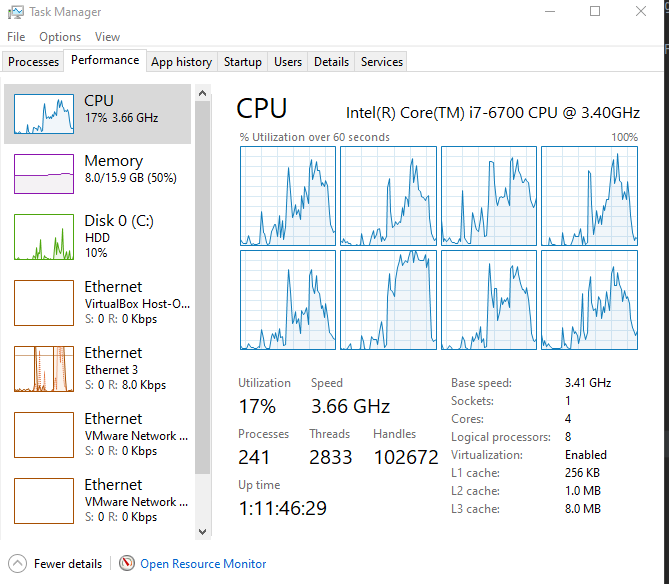 Task Manager
File Options View
Processes Performance App history Startup Users Details Services
CPU
17% 3.66 GHz
Memory
8.0/15.9 GB (50%)
Disk 0 (C:)
HDD
10%
Ethernet
VirtualBox Host-O...
S: 0 R: 0 Kbps
Ethernet
Ethernet 3
S: 0 R: 8.0 Kbps
Ethernet
VMware Network ...
S: 0 R: 0 Kbps
Ethernet
VMware Network ...
S: 0 R: 0 Kbps
CPU Intel(R) Core(TM) i7-6700 CPU @ 3.40GHz
% Utilization over 60 seconds 100%
Utilization Speed
17% 3.66 GHz
Processes Threads Handles
241 2833 102672
Up time
1:11:46:29
Base speed: 3.41 GHz
Sockets: 1
Cores: 4
Logical processors: 8
Virtualization: Enabled
L1 cache: 256 KB
L2 cache: 1.0 MB
L3 cache: 8.0 MB
Fewer details Open Resource Monitor